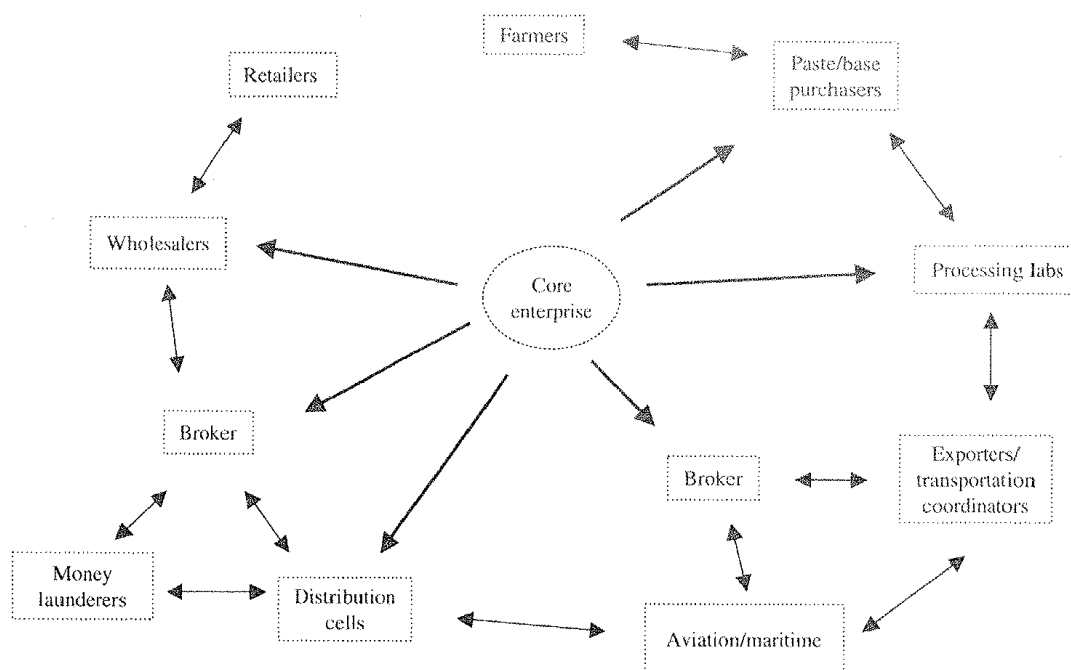 Farmers
Paste/base
purchasers
Retailers
Wholesalers
Core
enterprise
Processing labs
Broker
Broker
Exporters/
transportation
coordinators
Money
launderers
Distribution
cells
Aviation/maritime